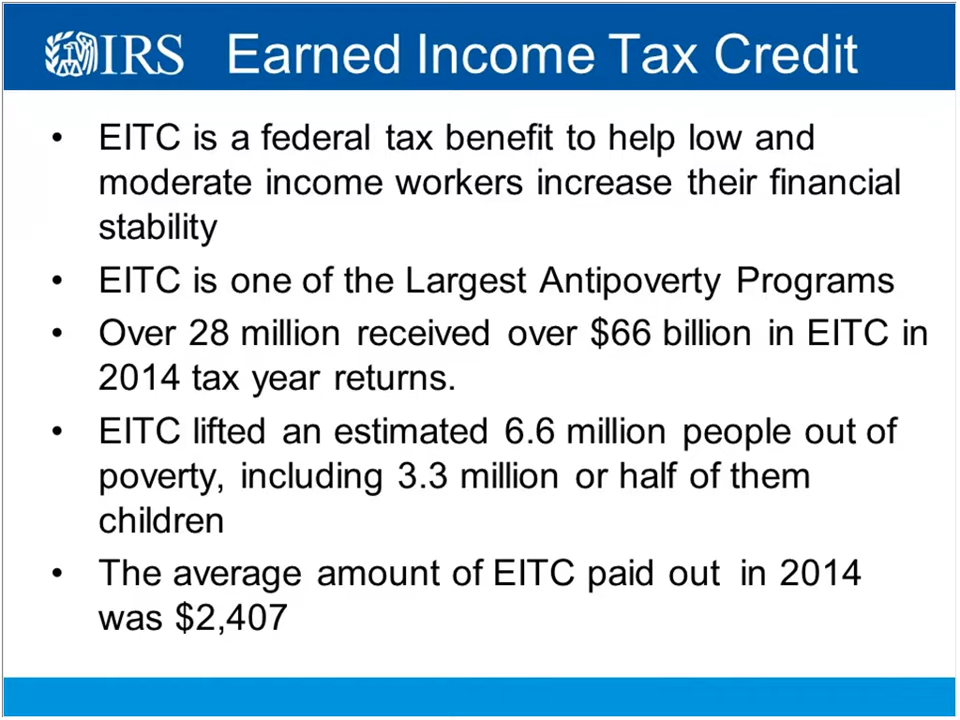 IRS Earned Income Tax Credit
• EITC is a federal tax benefit to help low and
moderate income workers increase their financial
stability
• EITC is one of the Largest Antipoverty Programs
• Over 28 million received over $66 billion in EITC in
2014 tax year returns.
• EITC lifted an estimated 6.6 million people out of
poverty, including 3.3 million or half of them
children
• The average amount of EITC paid out in 2014
was $2,407